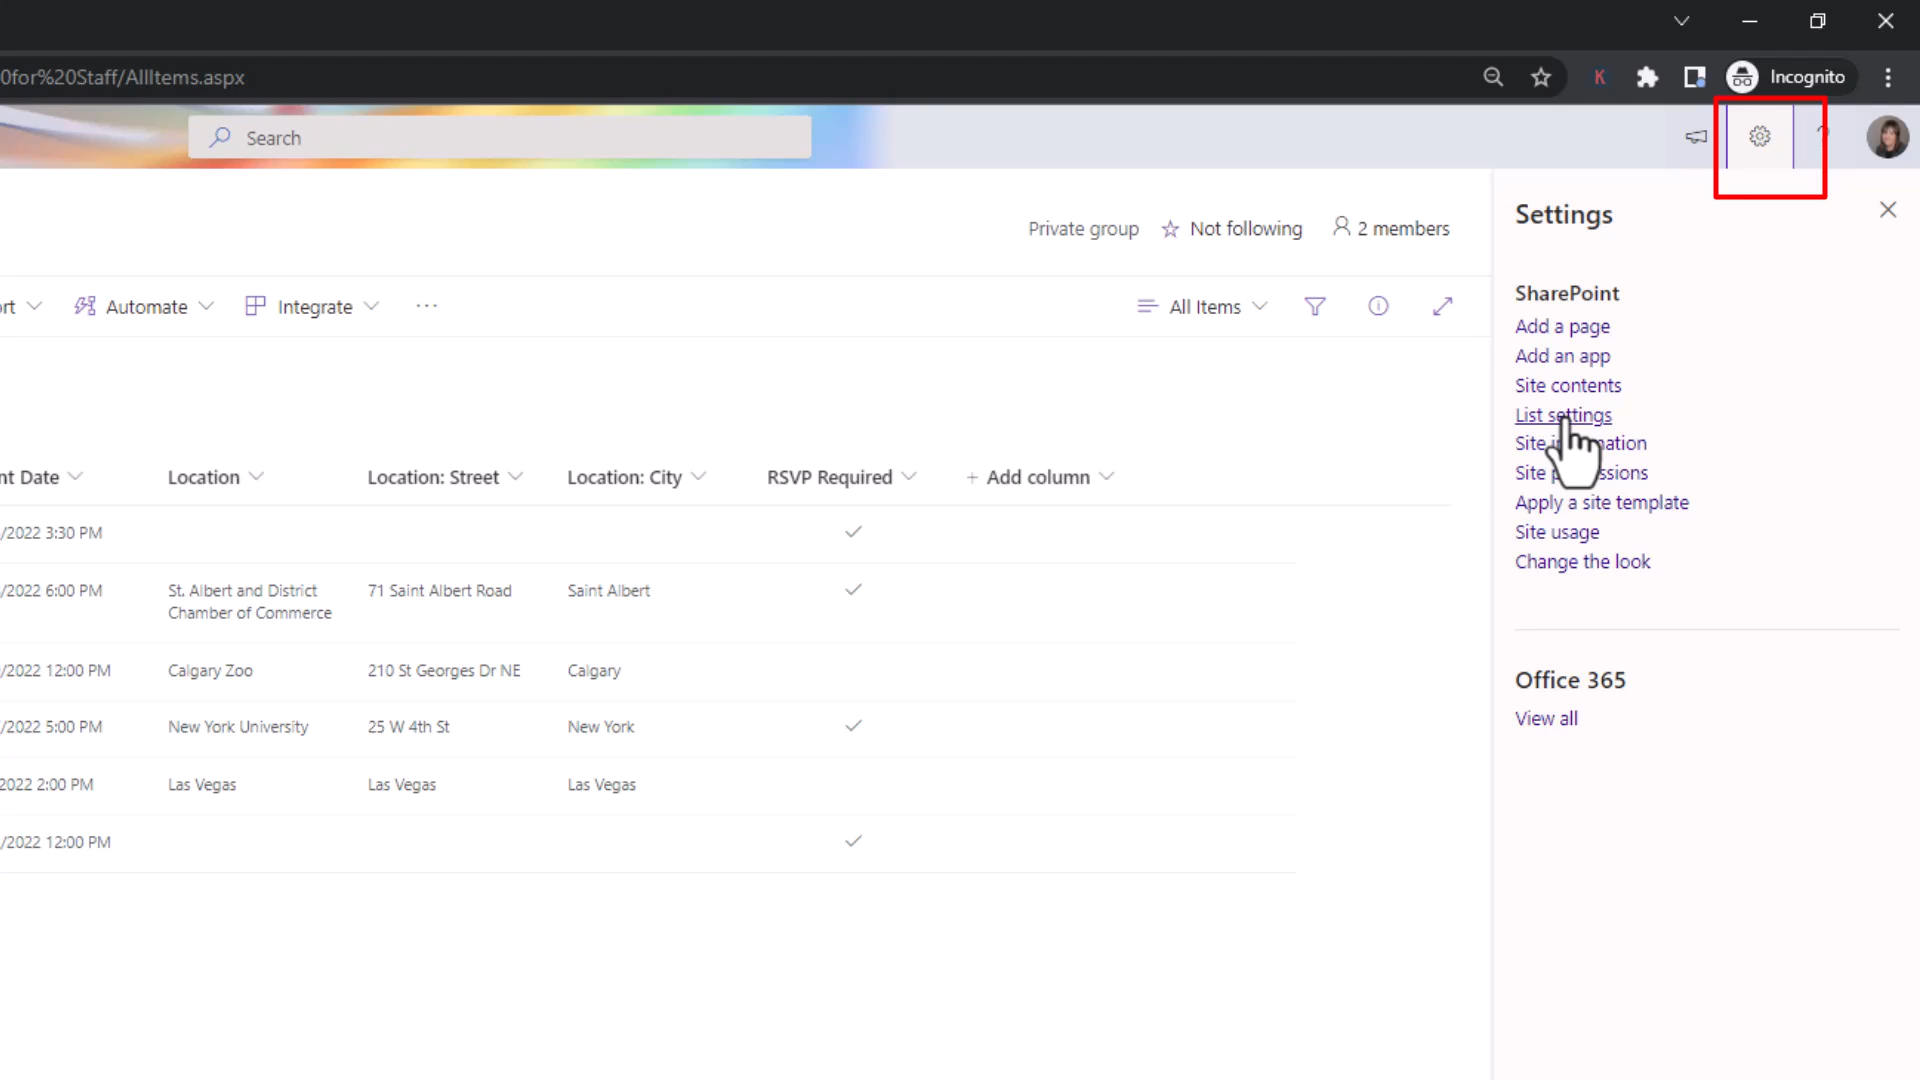 0for%20Staff/AllItems.aspx
K
Incognito
Search
?
Settings
Private group
Not following
2 members
SharePoint
Add a page
Add an app
Site contents
List settings
Site information
Site permissions
Apply a site template
Site usage
Change the look
Office 365
View all
rt
Automate
Integrate
...
All Items
nt Date
Location
Location: Street
Location: City
RSVP Required
+ Add column
/2022 3:30 PM
/2022 6:00 PM
St. Albert and District
Chamber of Commerce
71 Saint Albert Road
Saint Albert
/2022 12:00 PM
Calgary Zoo
210 St Georges Dr NE
Calgary
/2022 5:00 PM
New York University
25 W 4th St
New York
2022 2:00 PM
Las Vegas
Las Vegas
Las Vegas
/2022 12:00 PM